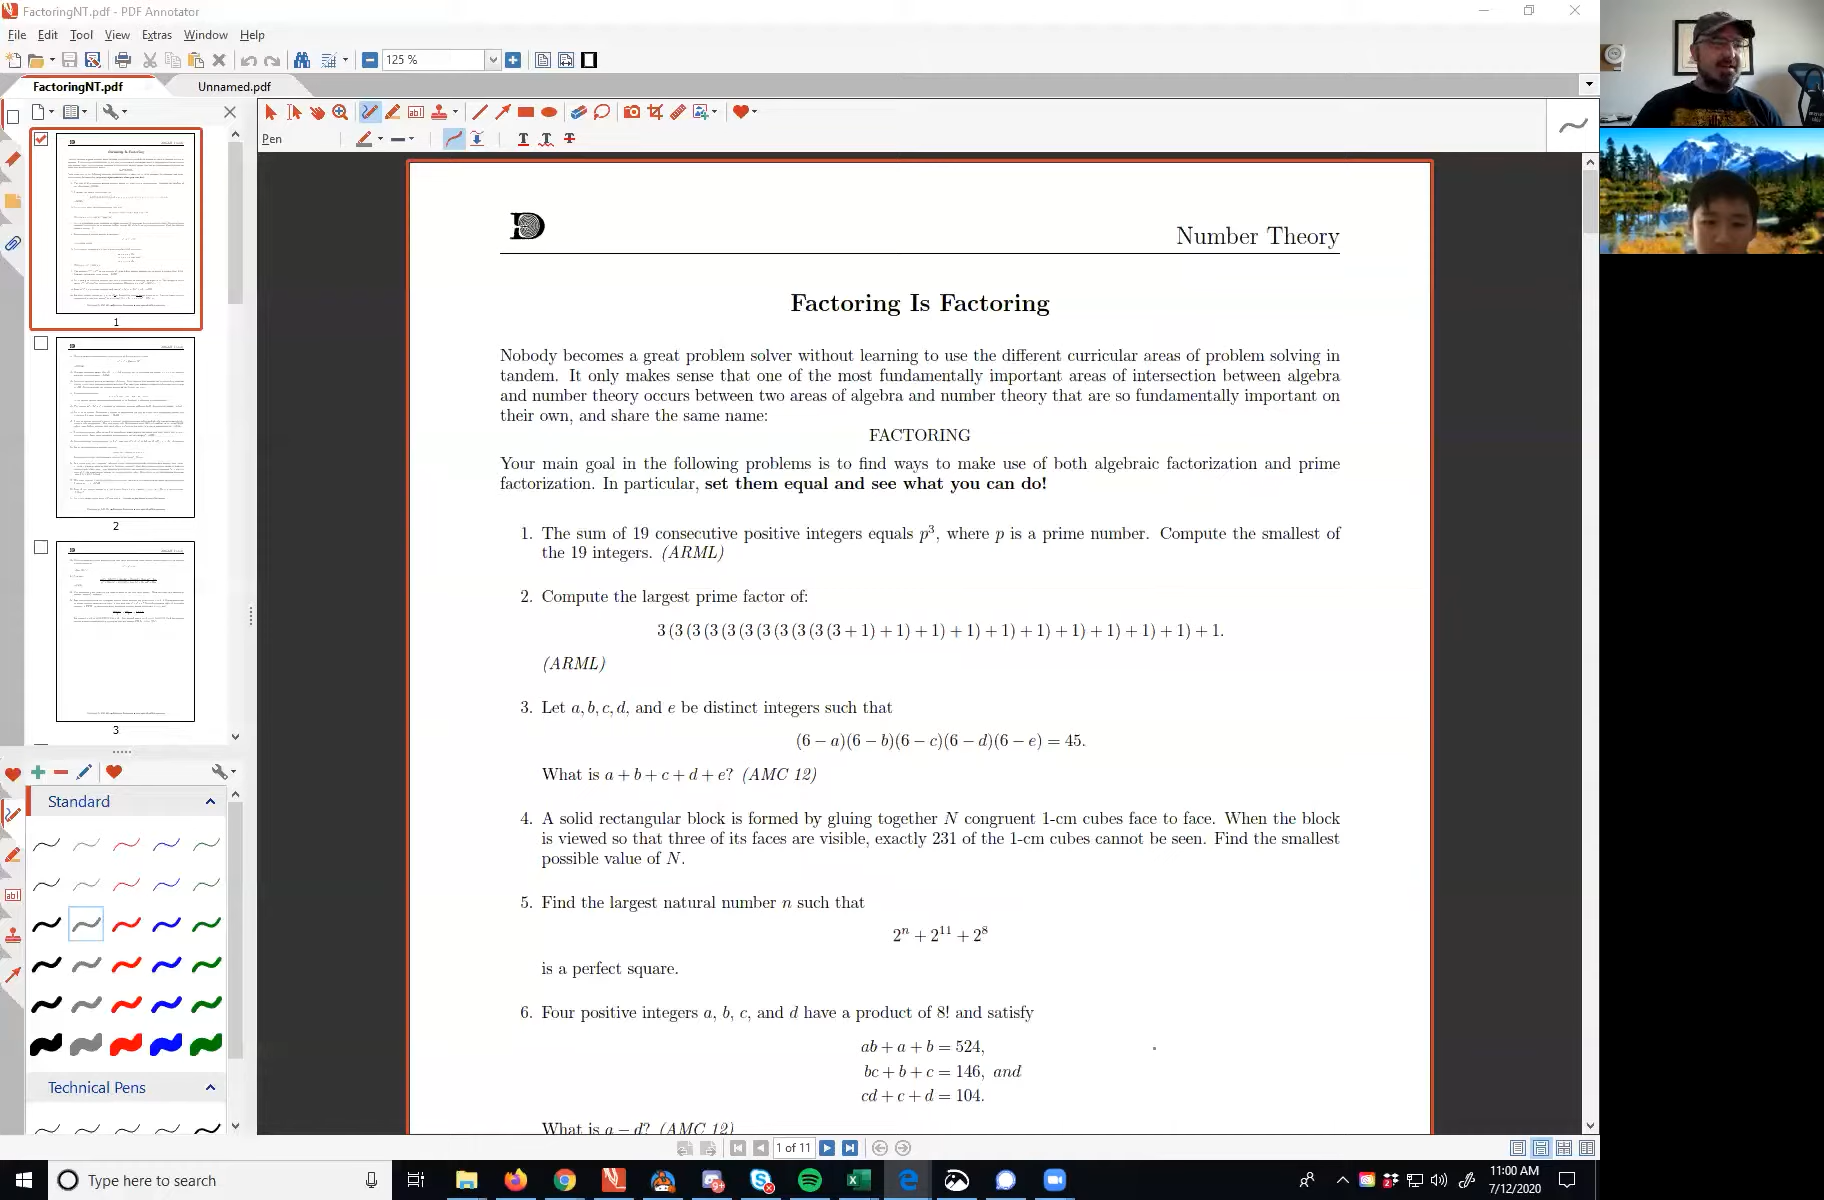 FactoringNT.pdf - PDF Annotator
File Edit Tool View Extras Window Help
125 %
FactoringNT.pdf Unnamed.pdf
Pen
1
2
3
Standard
Technical Pens
Number Theory
Factoring Is Factoring
Nobody becomes a great problem solver without learning to use the different curricular areas of problem solving in
tandem. It only makes sense that one of the most fundamentally important areas of intersection between algebra
and number theory occurs between two areas of algebra and number theory that are so fundamentally important on
their own, and share the same name:
FACTORING
Your main goal in the following problems is to find ways to make use of both algebraic factorization and prime
factorization. In particular, set them equal and see what you can do!
1. The sum of 19 consecutive positive integers equals p³, where p is a prime number. Compute the smallest of
the 19 integers. (ARML)
2. Compute the largest prime factor of:
3 (3 (3 (3 (3 (3 (3 (3 (3 (3 (3 + 1) + 1) + 1) + 1) + 1) + 1) + 1) + 1) + 1) + 1) + 1.
(ARML)
3. Let a, b, c, d, and e be distinct integers such that
(6 − a)(6 − b)(6 − c)(6 − d)(6 − e) = 45.
What is a + b + c + d + e? (AMC 12)
4. A solid rectangular block is formed by gluing together N congruent 1-cm cubes face to face. When the block
is viewed so that three of its faces are visible, exactly 231 of the 1-cm cubes cannot be seen. Find the smallest
possible value of N.
5. Find the largest natural number n such that
2ⁿ + 2¹¹ + 2⁸
is a perfect square.
6. Four positive integers a, b, c, and d have a product of 8! and satisfy
ab + a + b = 524,
bc + b + c = 146, and
cd + c + d = 104.
What is a − d? (AMC 12)
1 of 11
Type here to search
11:00 AM
7/12/2020